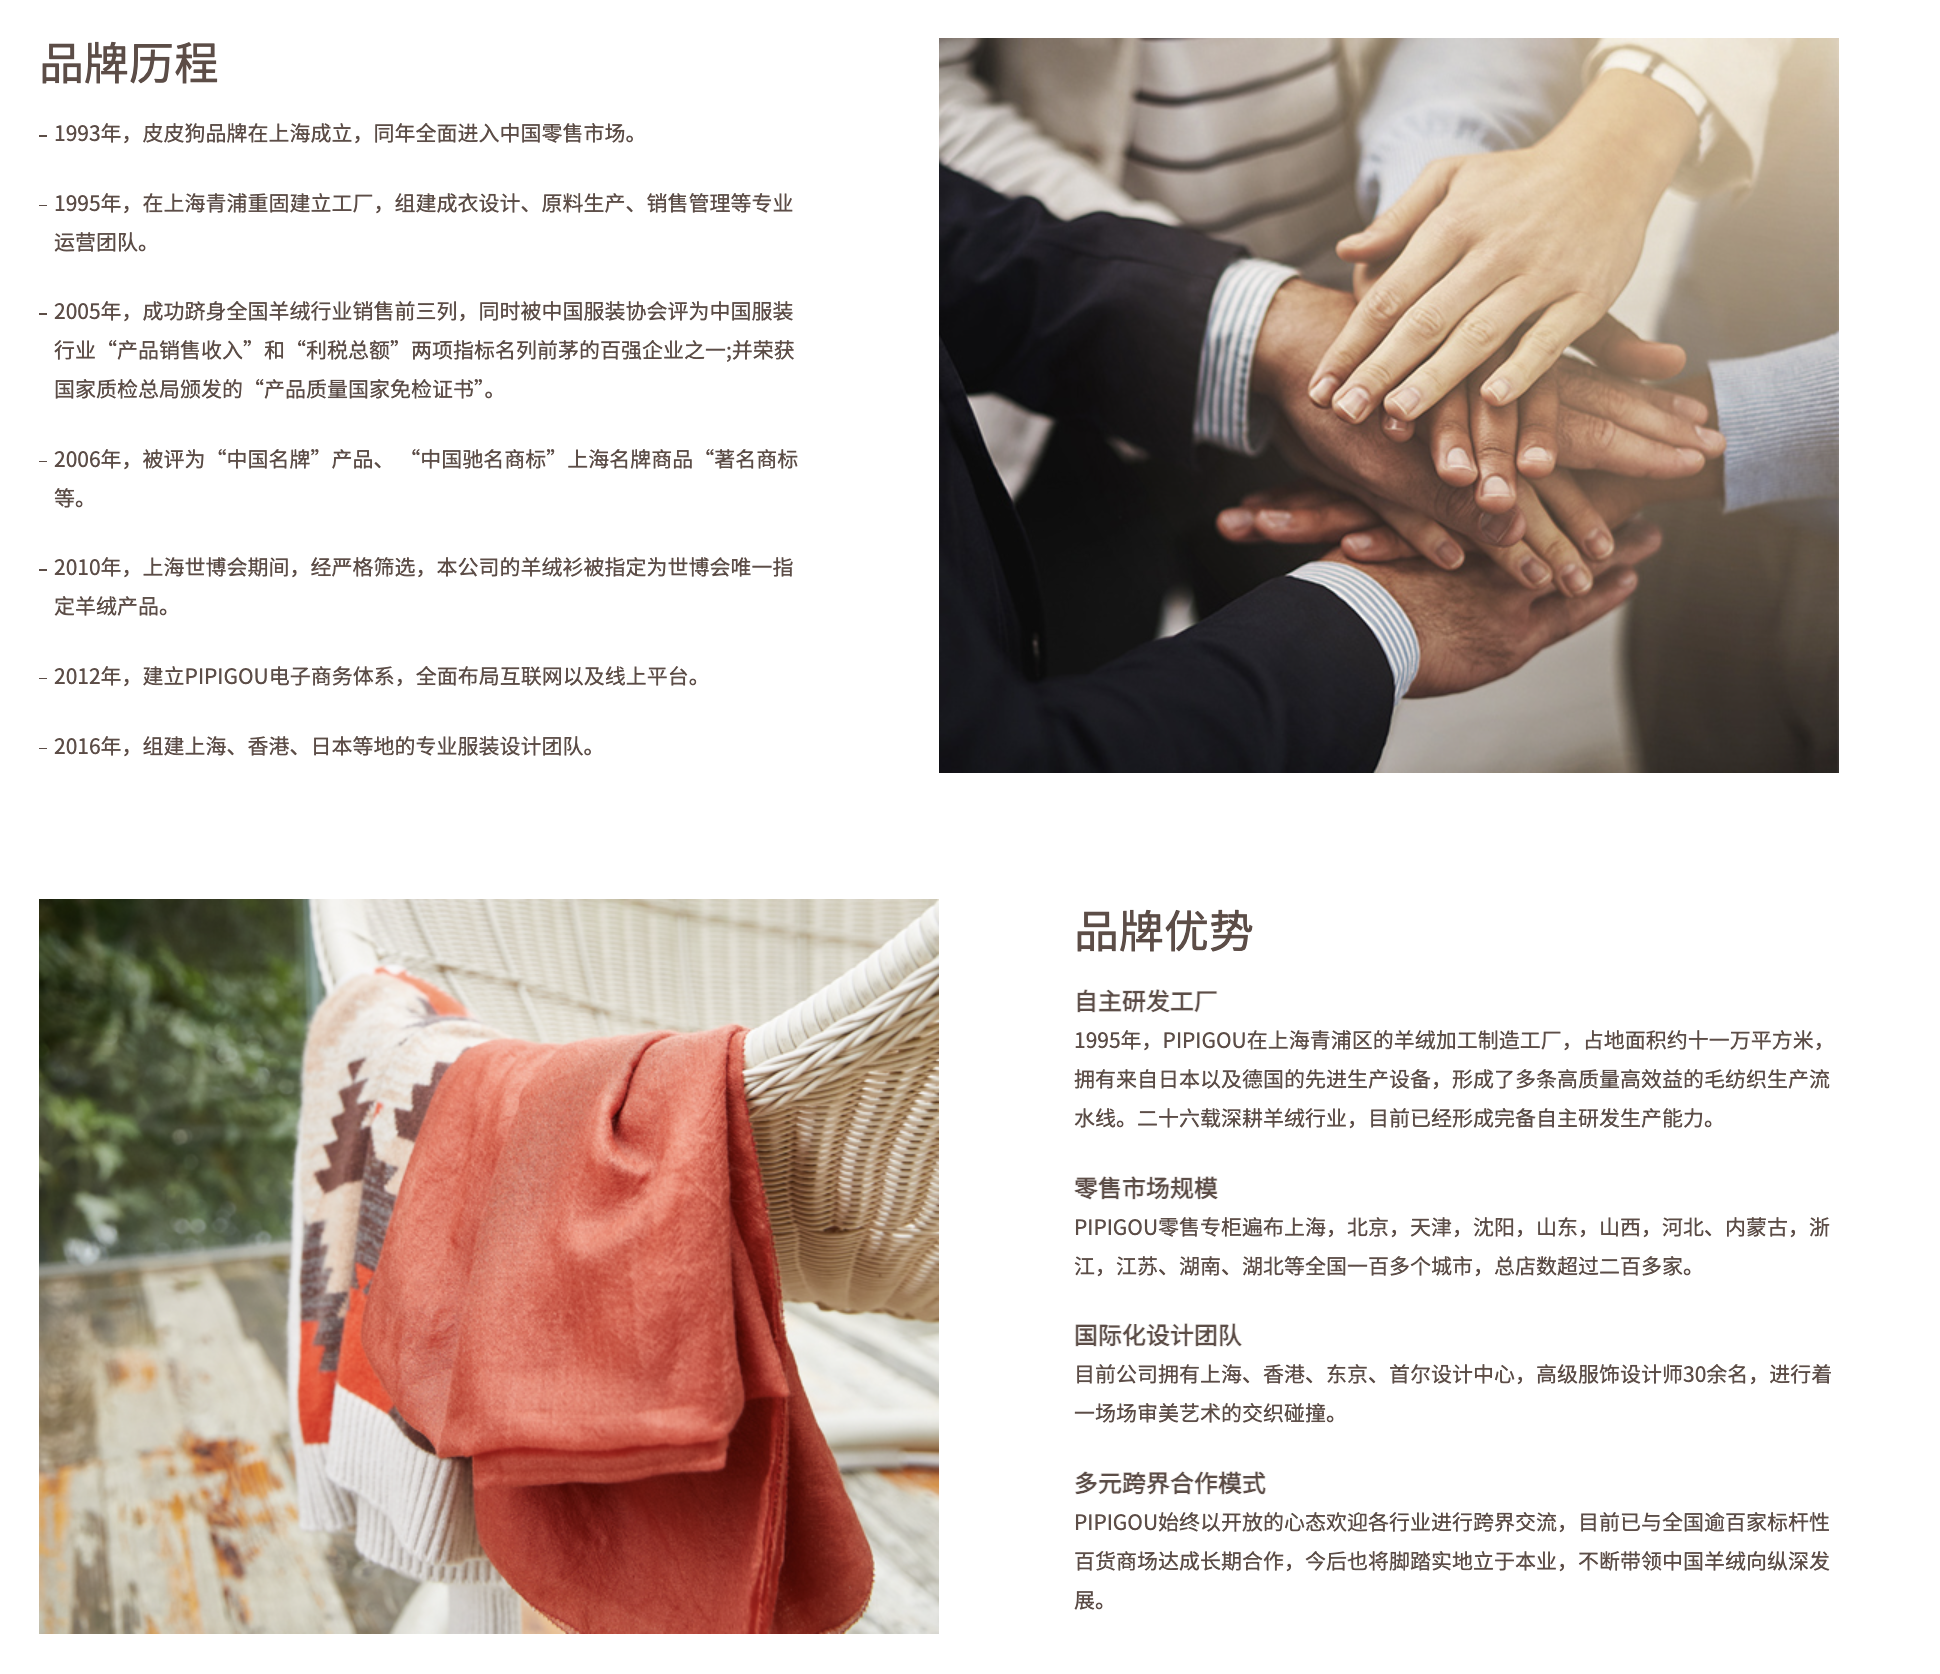 品牌历程
– 1993年，皮皮狗品牌在上海成立，同年全面进入中国零售市场。
– 1995年，在上海青浦重固建立工厂，组建成衣设计、原料生产、销售管理等专业
运营团队。
– 2005年，成功跻身全国羊绒行业销售前三列，同时被中国服装协会评为中国服装
行业“产品销售收入”和“利税总额”两项指标名列前茅的百强企业之一;并荣获
国家质检总局颁发的“产品质量国家免检证书”。
– 2006年，被评为“中国名牌”产品、 “中国驰名商标”上海名牌商品“著名商标
等。
– 2010年，上海世博会期间，经严格筛选，本公司的羊绒衫被指定为世博会唯一指
定羊绒产品。
– 2012年，建立PIPIGOU电子商务体系，全面布局互联网以及线上平台。
– 2016年，组建上海、香港、日本等地的专业服装设计团队。
品牌优势
自主研发工厂
1995年，PIPIGOU在上海青浦区的羊绒加工制造工厂，占地面积约十一万平方米，
拥有来自日本以及德国的先进生产设备，形成了多条高质量高效益的毛纺织生产流
水线。二十六载深耕羊绒行业，目前已经形成完备自主研发生产能力。
零售市场规模
PIPIGOU零售专柜遍布上海，北京，天津，沈阳，山东，山西，河北、内蒙古，浙
江，江苏、湖南、湖北等全国一百多个城市，总店数超过二百多家。
国际化设计团队
目前公司拥有上海、香港、东京、首尔设计中心，高级服饰设计师30余名，进行着
一场场审美艺术的交织碰撞。
多元跨界合作模式
PIPIGOU始终以开放的心态欢迎各行业进行跨界交流，目前已与全国逾百家标杆性
百货商场达成长期合作，今后也将脚踏实地立于本业，不断带领中国羊绒向纵深发
展。